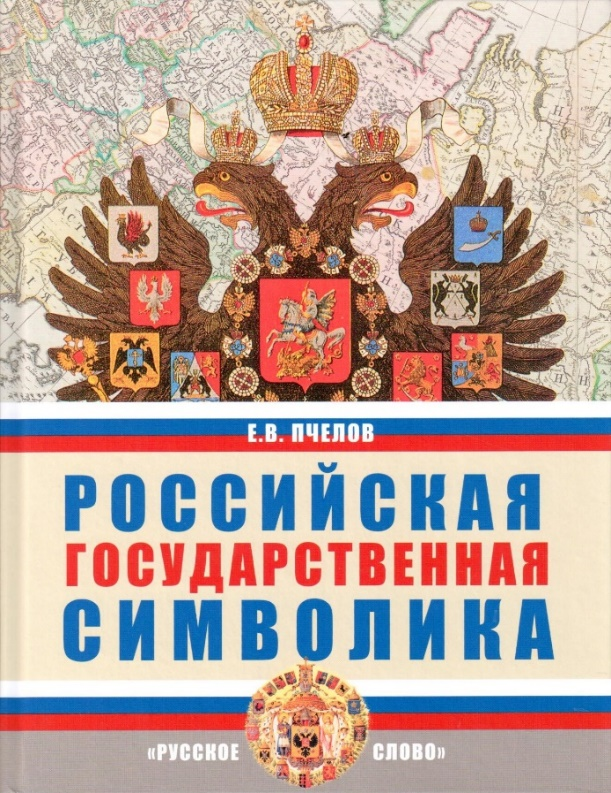 Е.В. ПЧЕЛОВ
РОССИЙСКАЯ
ГОСУДАРСТВЕННАЯ
СИМВОЛИКА
«РУССКОЕ СЛОВО»